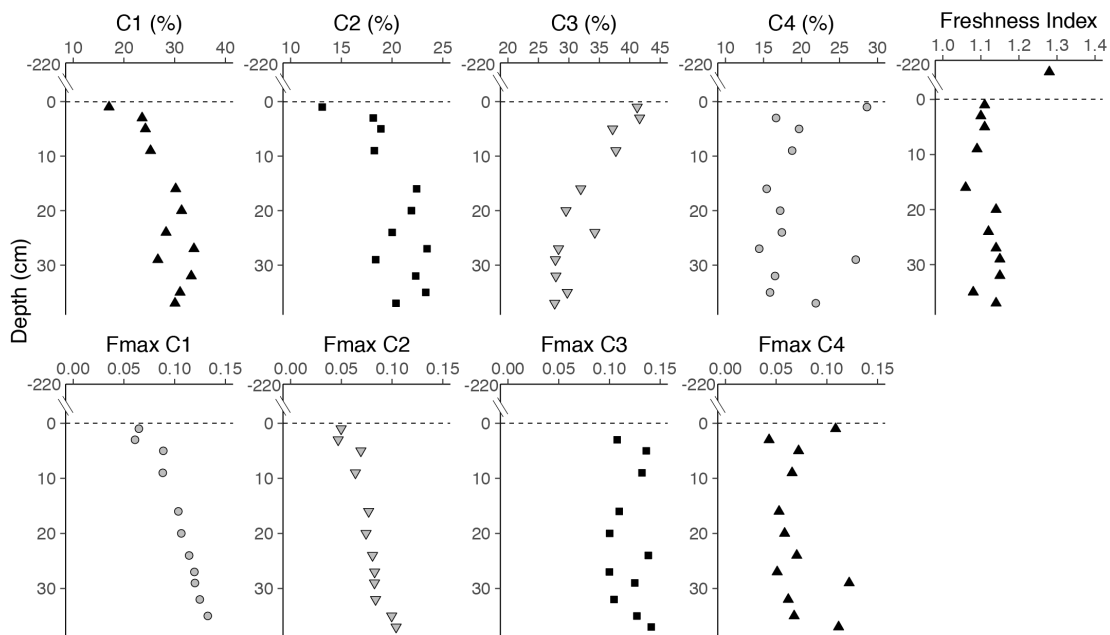 C1 (%) C2 (%) C3 (%) C4 (%) Freshness Index
10 20 30 40 10 15 20 25 20 25 30 35 40 45 10 15 20 25 30 1.0 1.1 1.2 1.3 1.4
-220 -220 -220 -220 -220
0 0 0 0 0
10 10 10 10 10
20 20 20 20 20
30 30 30 30 30
Depth (cm)
Fmax C1 Fmax C2 Fmax C3 Fmax C4
0.00 0.05 0.10 0.15 0.00 0.05 0.10 0.15 0.00 0.05 0.10 0.15 0.00 0.05 0.10 0.15
-220 -220 -220 -220
0 0 0 0
10 10 10 10
20 20 20 20
30 30 30 30